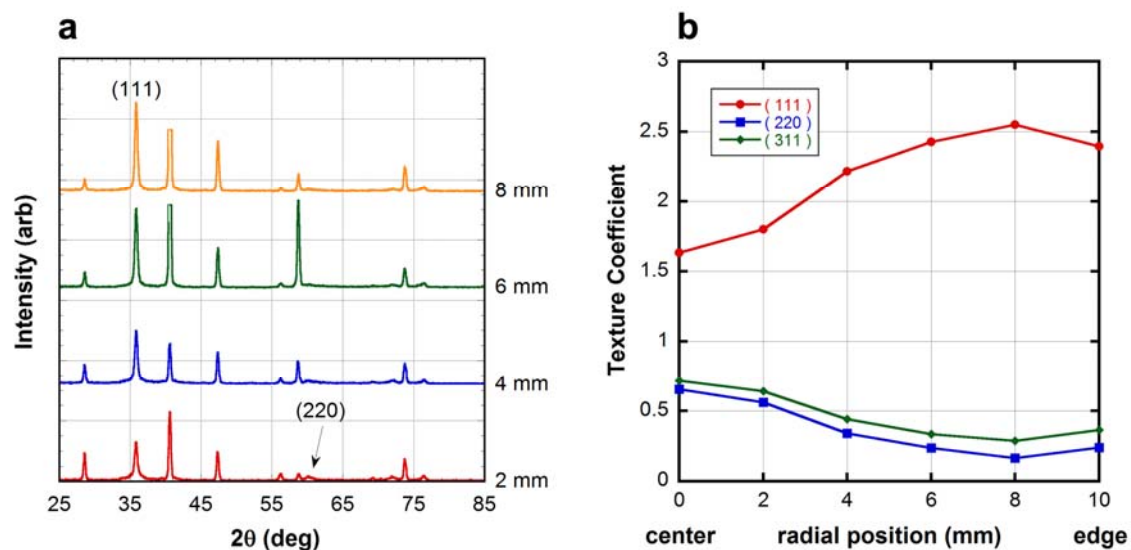 a
(111)
8 mm
6 mm
4 mm
(220)
2 mm
Intensity (arb)
25 35 45 55 65 75 85
2θ (deg)
b
3
2.5
2
1.5
1
0.5
0
( 111 )
( 220 )
( 311 )
Texture Coefficient
0 2 4 6 8 10
center radial position (mm) edge